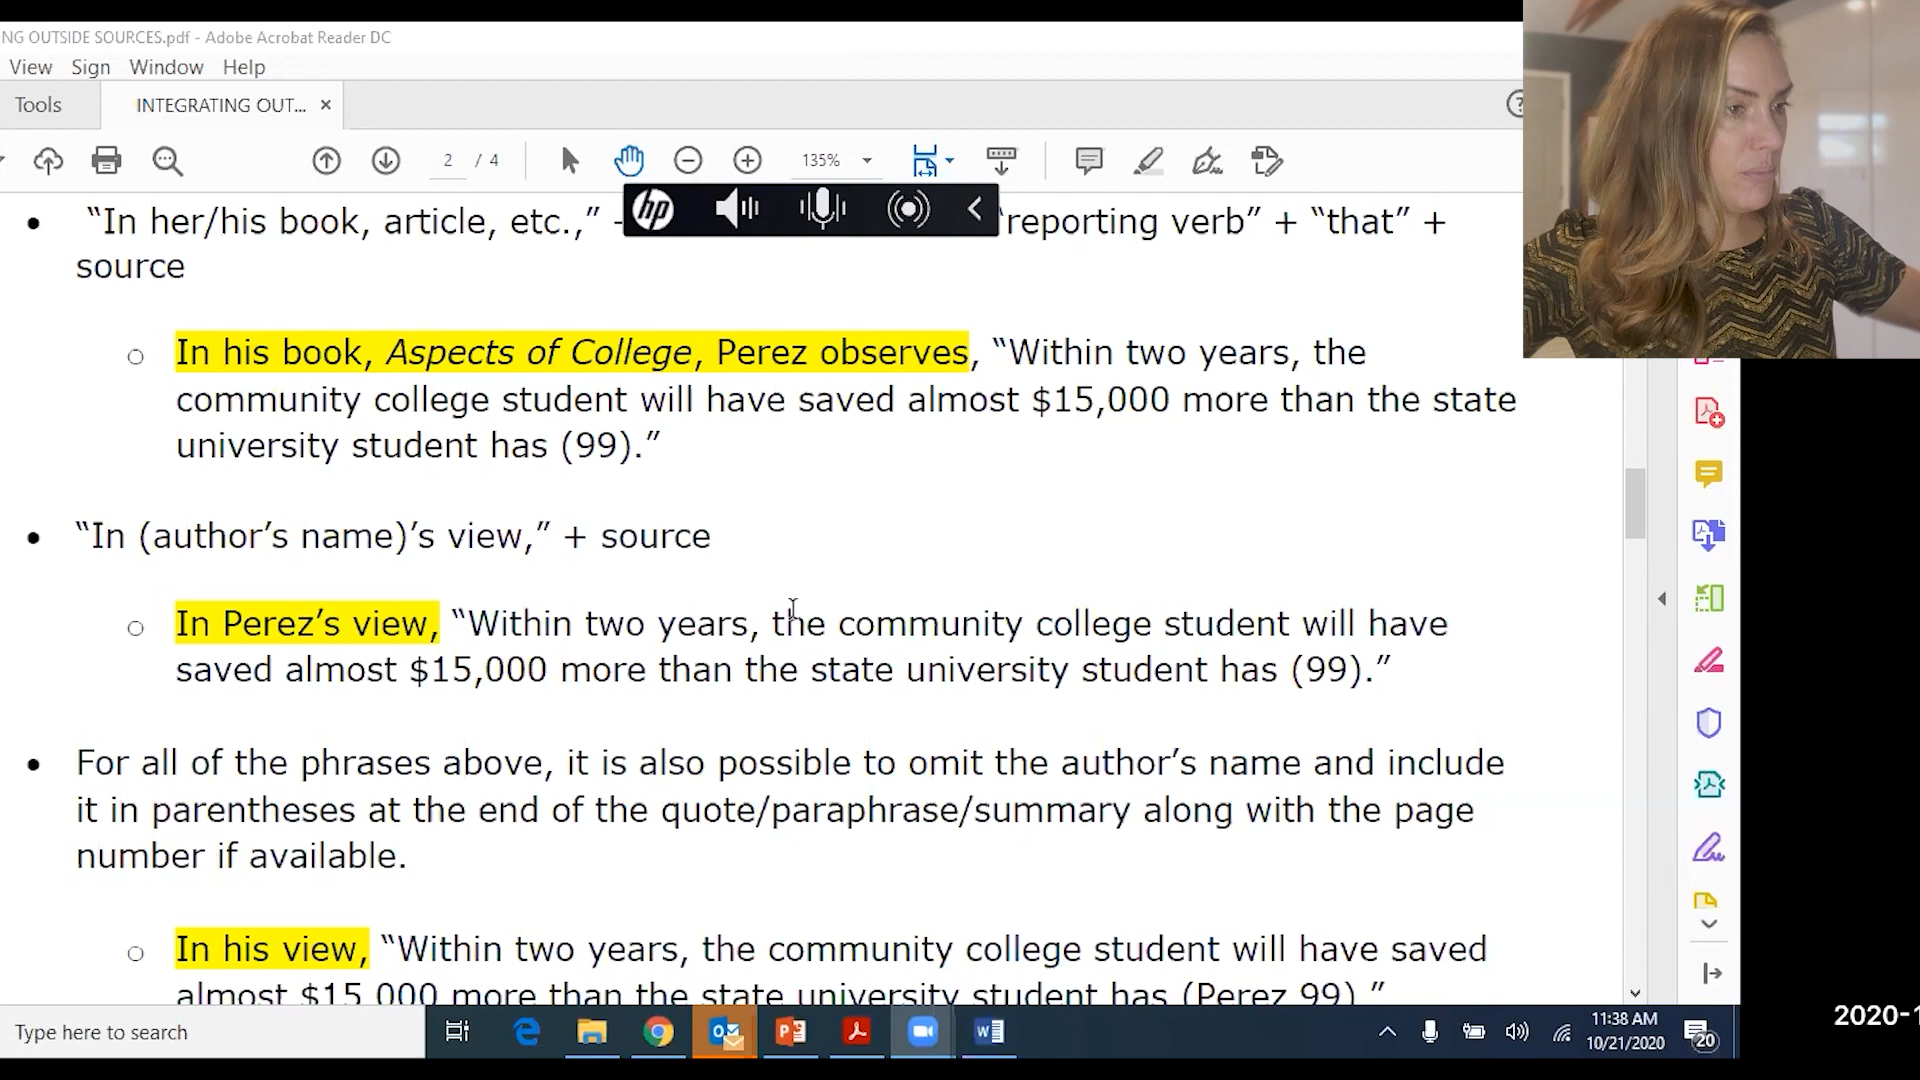 NG OUTSIDE SOURCES.pdf - Adobe Acrobat Reader DC
View Sign Window Help
Tools INTEGRATING OUT... ×
2 / 4 135%
hp
• “In her/his book, article, etc.,” reporting verb” + “that” +
source
○ In his book, Aspects of College, Perez observes, “Within two years, the
community college student will have saved almost $15,000 more than the state
university student has (99).”
• “In (author’s name)’s view,” + source
○ In Perez’s view, “Within two years, the community college student will have
saved almost $15,000 more than the state university student has (99).”
• For all of the phrases above, it is also possible to omit the author’s name and include
it in parentheses at the end of the quote/paraphrase/summary along with the page
number if available.
○ In his view, “Within two years, the community college student will have saved
almost $15,000 more than the state university student has (Perez 99).”
Type here to search
11:38 AM
10/21/2020
20
2020-1